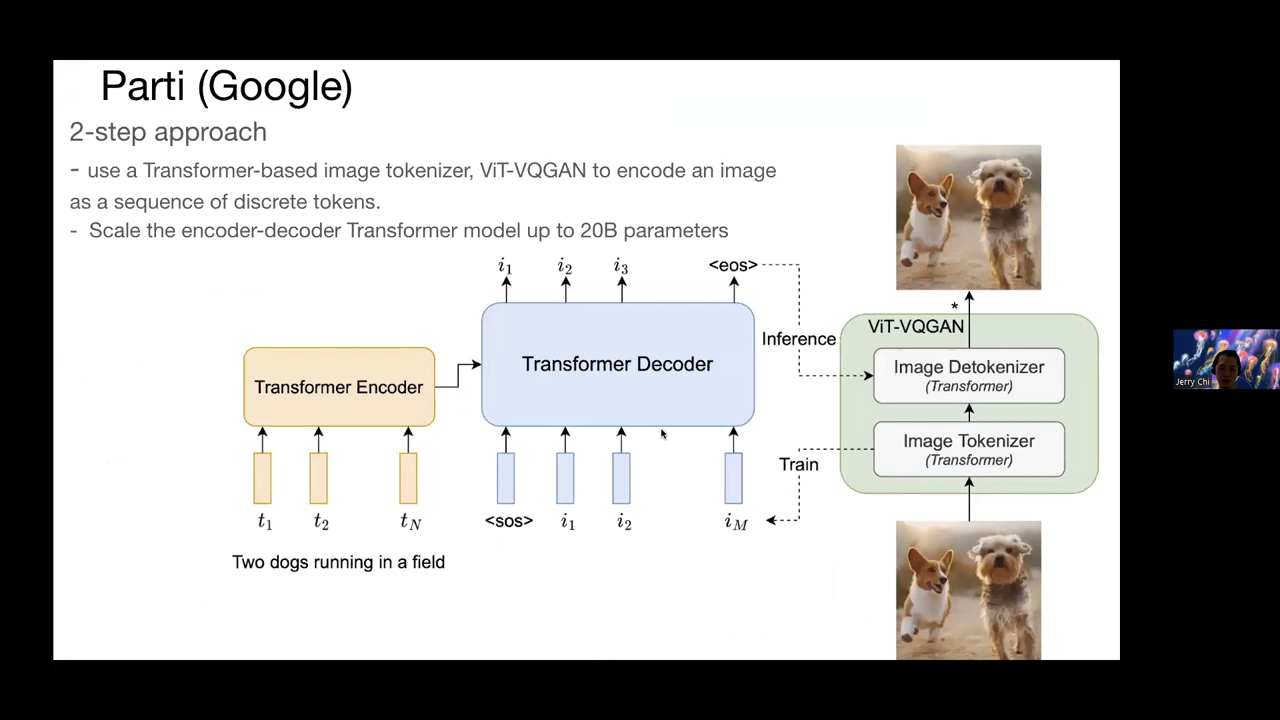 Parti (Google)
2-step approach
- use a Transformer-based image tokenizer, ViT-VQGAN to encode an image
as a sequence of discrete tokens.
- Scale the encoder-decoder Transformer model up to 20B parameters
i1 i2 i3 <eos>
Inference
*
ViT-VQGAN
Image Detokenizer
(Transformer)
Transformer Decoder
Transformer Encoder
Image Tokenizer
(Transformer)
Train
t1 t2 tN <sos> i1 i2 iM
Two dogs running in a field
Jerry Chi